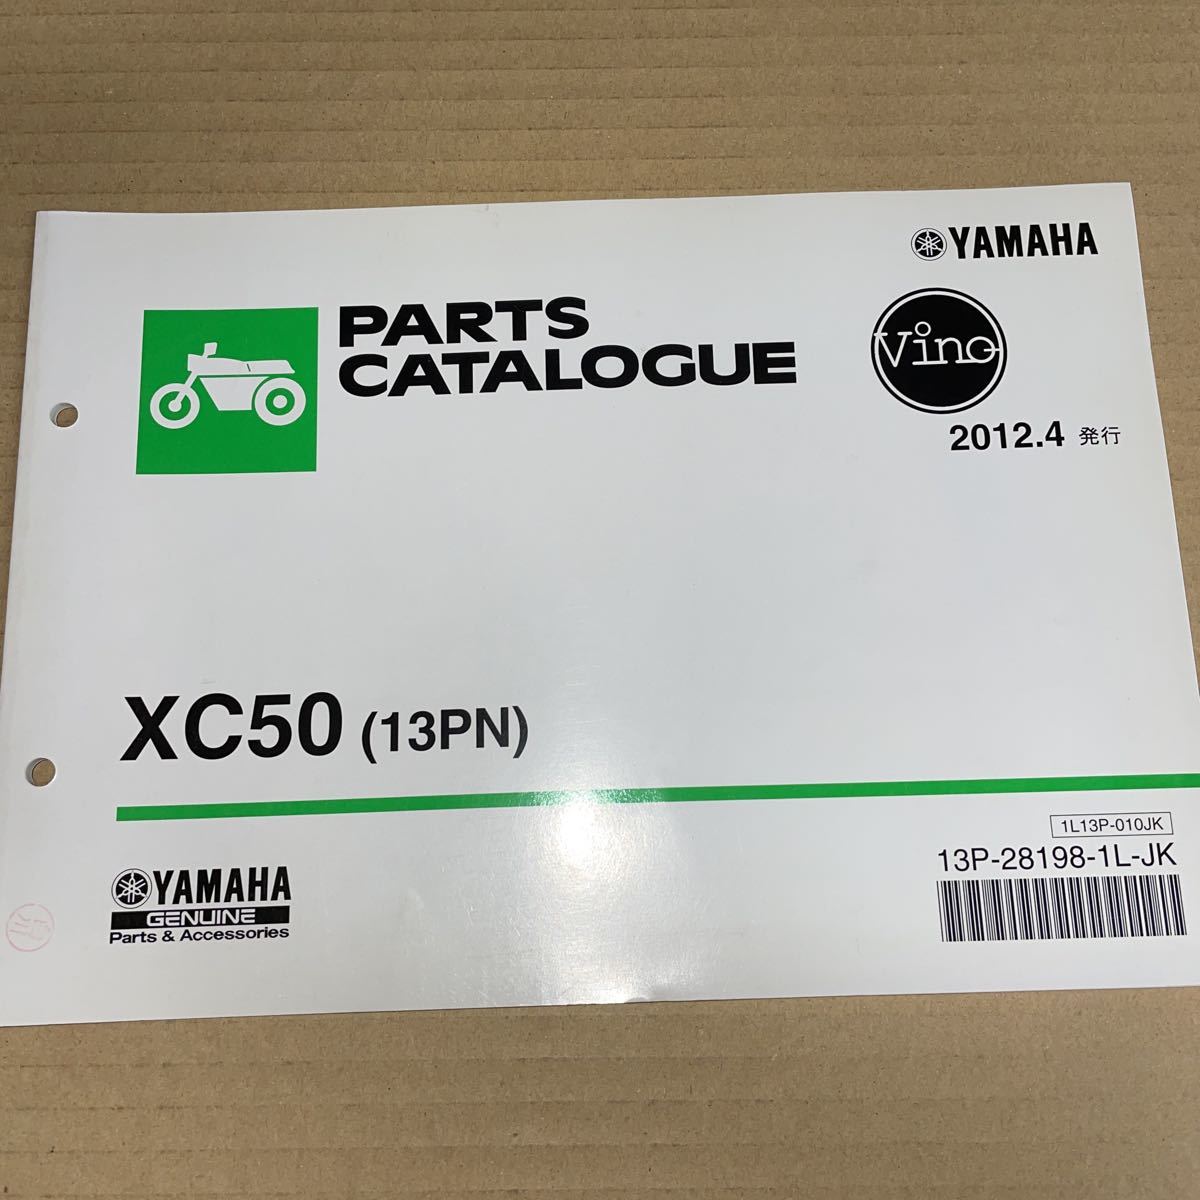 YAMAHA
PARTS
CATALOGUE
Vino
2012.4 発行
XC50 (13PN)
1L13P-010JK
13P-28198-1L-JK
YAMAHA
GENUINE
Parts & Accessories